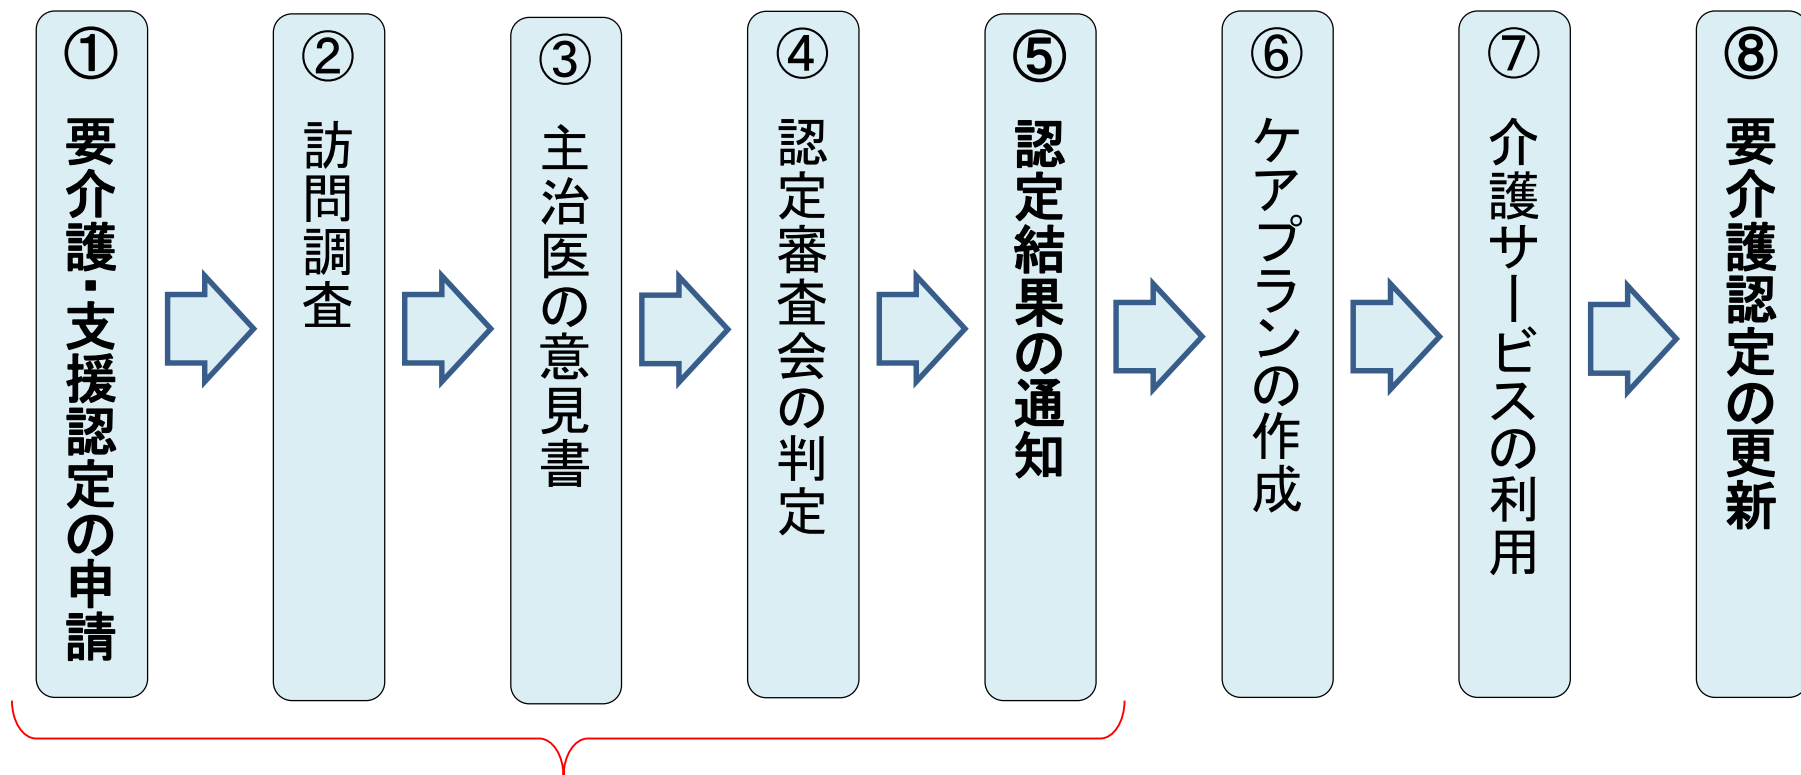 ① 要介護・支援認定の申請
② 訪問調査
③ 主治医の意見書
④ 認定審査会の判定
⑤ 認定結果の通知
⑥ ケアプランの作成
⑦ 介護サービスの利用
⑧ 要介護認定の更新